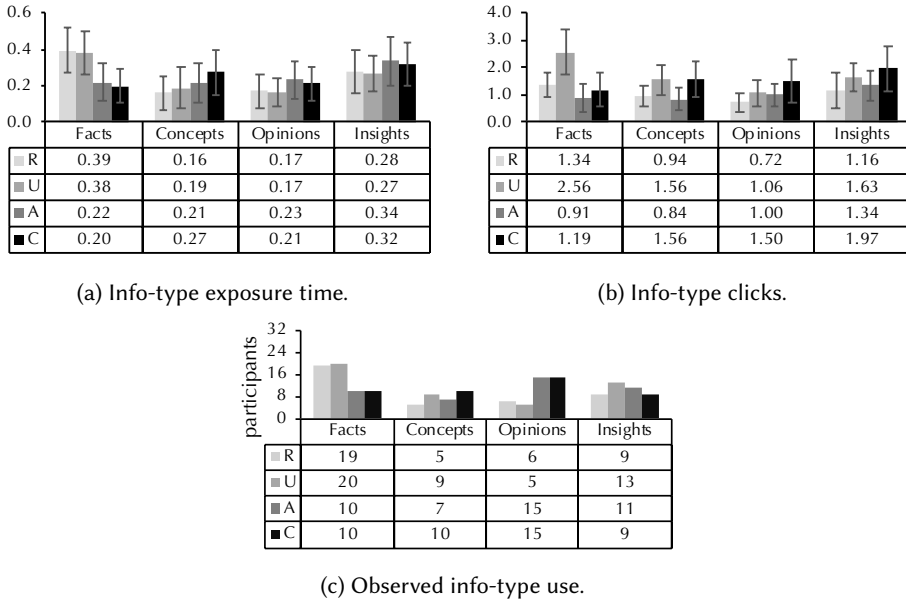 0.6
0.4
0.2
0.0
Facts Concepts Opinions Insights
R 0.39 0.16 0.17 0.28
U 0.38 0.19 0.17 0.27
A 0.22 0.21 0.23 0.34
C 0.20 0.27 0.21 0.32
(a) Info-type exposure time.
4.0
3.0
2.0
1.0
0.0
Facts Concepts Opinions Insights
R 1.34 0.94 0.72 1.16
U 2.56 1.56 1.06 1.63
A 0.91 0.84 1.00 1.34
C 1.19 1.56 1.50 1.97
(b) Info-type clicks.
participants
32
24
16
8
0
Facts Concepts Opinions Insights
R 19 5 6 9
U 20 9 5 13
A 10 7 15 11
C 10 10 15 9
(c) Observed info-type use.